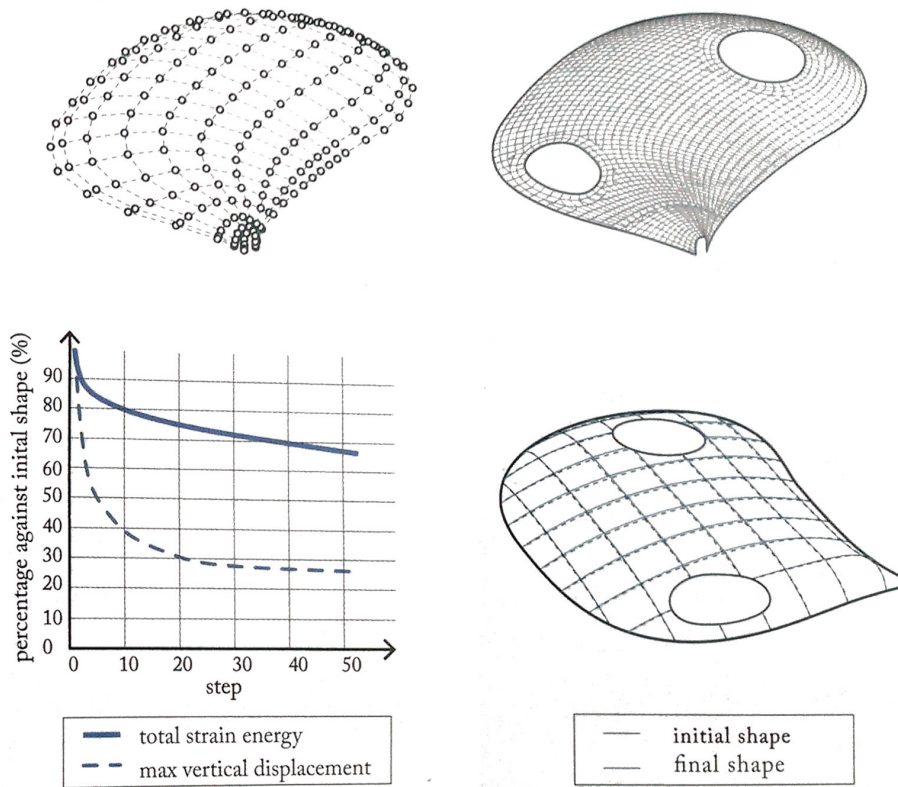 percentage against inital shape (%)
90
80
70
60
50
40
30
20
10
0
0 10 20 30 40 50
step
total strain energy
max vertical displacement
initial shape
final shape